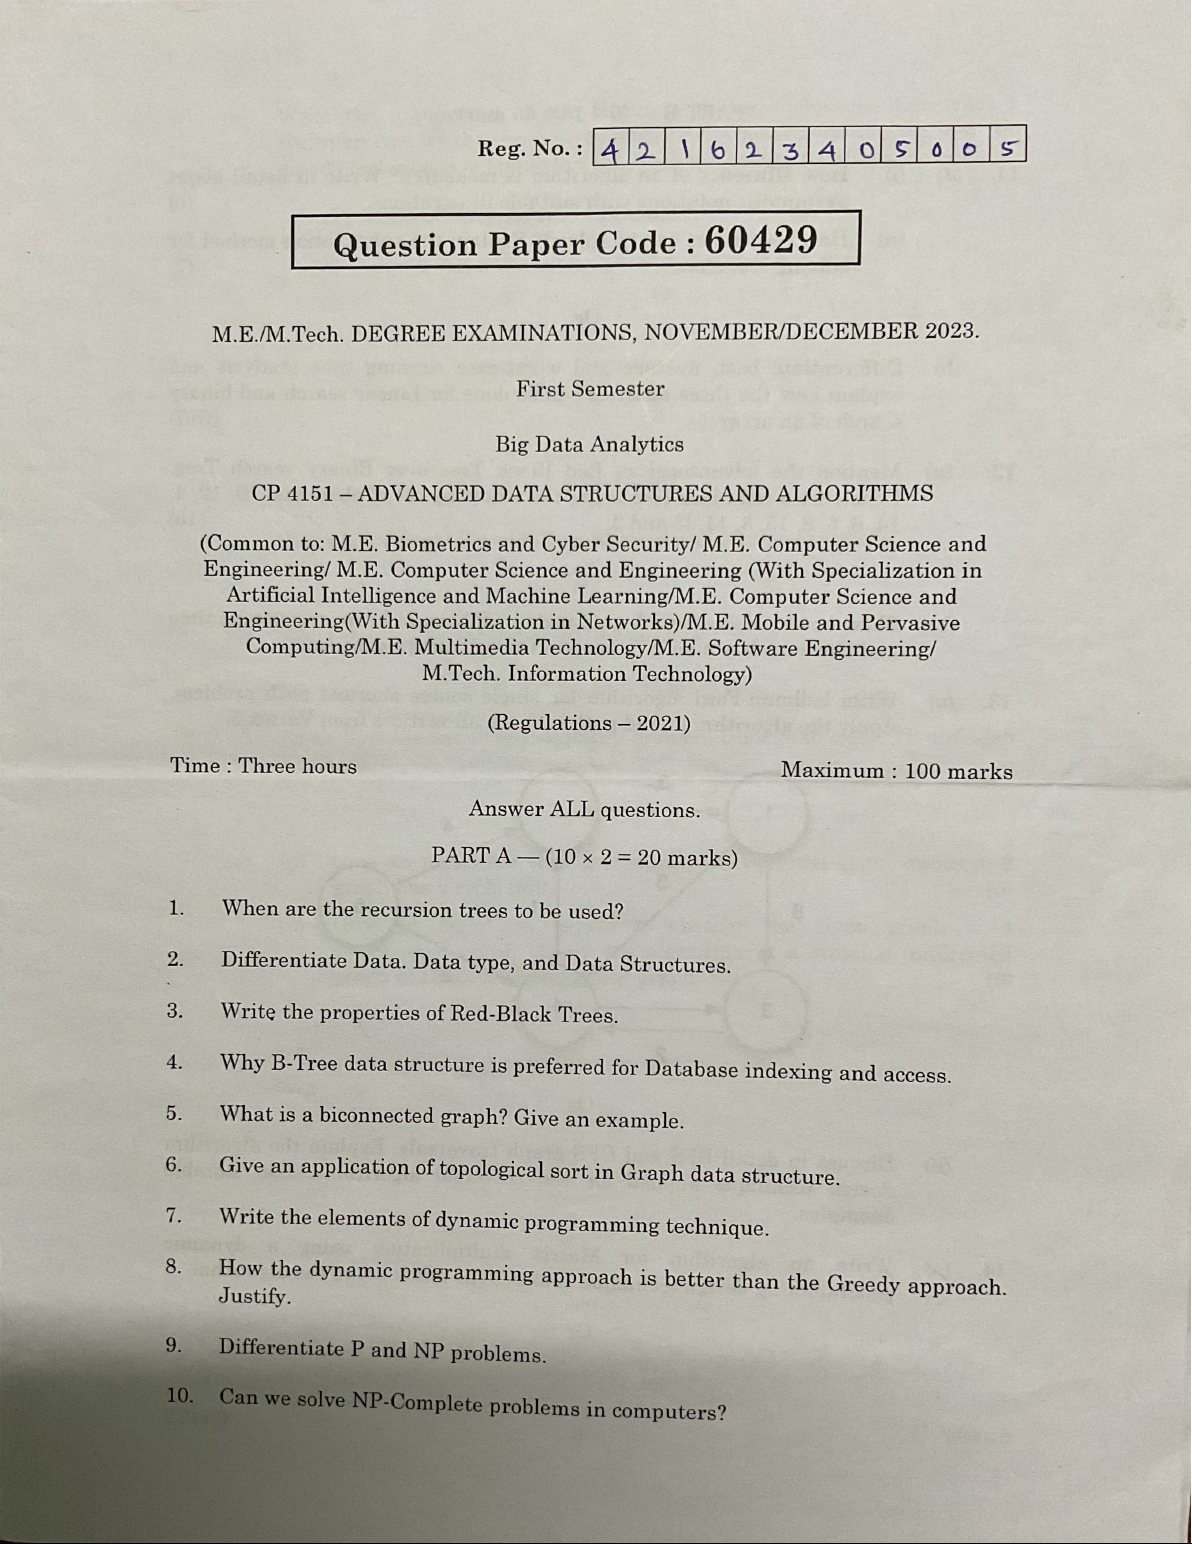 Reg. No. : 4 2 1 6 2 3 4 0 5 0 0 5
Question Paper Code : 60429
M.E./M.Tech. DEGREE EXAMINATIONS, NOVEMBER/DECEMBER 2023.
First Semester
Big Data Analytics
CP 4151 – ADVANCED DATA STRUCTURES AND ALGORITHMS
(Common to: M.E. Biometrics and Cyber Security/ M.E. Computer Science and
Engineering/ M.E. Computer Science and Engineering (With Specialization in
Artificial Intelligence and Machine Learning/M.E. Computer Science and
Engineering(With Specialization in Networks)/M.E. Mobile and Pervasive
Computing/M.E. Multimedia Technology/M.E. Software Engineering/
M.Tech. Information Technology)
(Regulations – 2021)
Time : Three hours Maximum : 100 marks
Answer ALL questions.
PART A — (10 × 2 = 20 marks)
1. When are the recursion trees to be used?
2. Differentiate Data. Data type, and Data Structures.
3. Write the properties of Red-Black Trees.
4. Why B-Tree data structure is preferred for Database indexing and access.
5. What is a biconnected graph? Give an example.
6. Give an application of topological sort in Graph data structure.
7. Write the elements of dynamic programming technique.
8. How the dynamic programming approach is better than the Greedy approach.
Justify.
9. Differentiate P and NP problems.
10. Can we solve NP-Complete problems in computers?